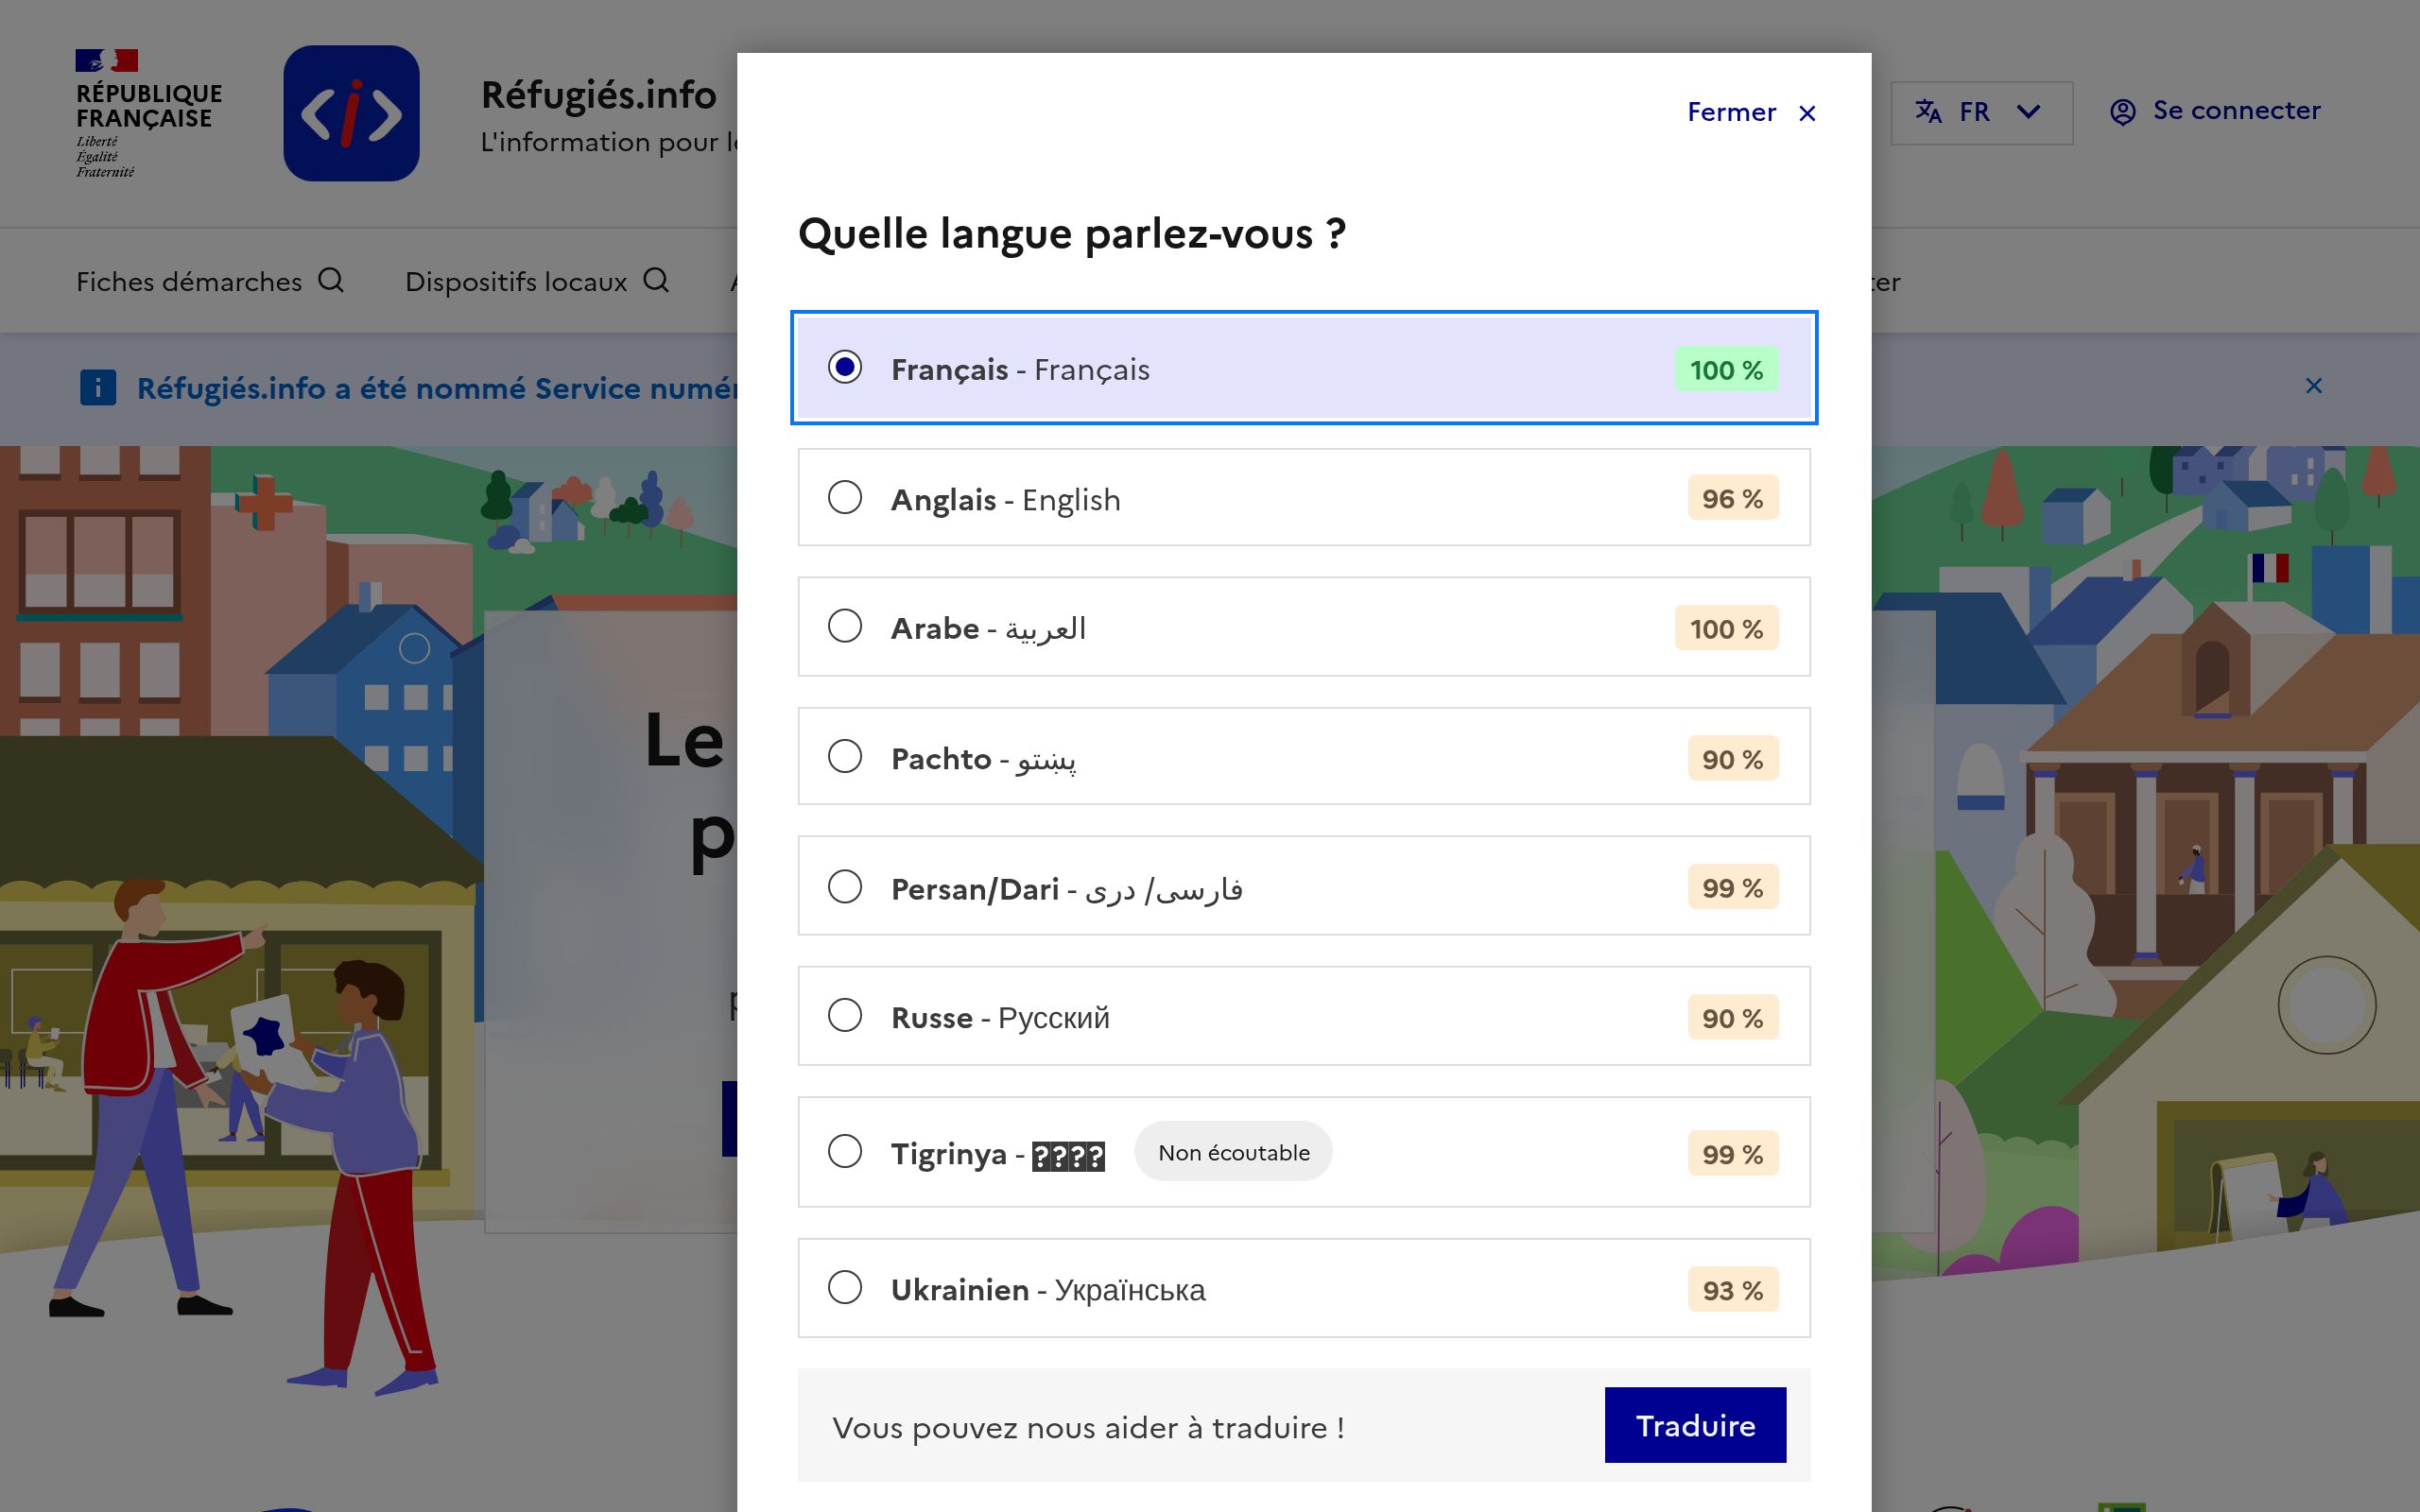 RÉPUBLIQUE
FRANÇAISE
Liberté
Égalité
Fraternité
Réfugiés.info
L'information pour
FR
Se connecter
Fiches démarches
Dispositifs locaux
Réfugiés.info a été nommé Service
Le
Fermer
Quelle langue parlez-vous ?
Français - Français 100 %
Anglais - English 96 %
Arabe - العربية 100 %
Pachto - پښتو 90 %
Persan/Dari - فارسی/ دری 99 %
Russe - Русский 90 %
Tigrinya - Non écoutable 99 %
Ukrainien - Українська 93 %
Vous pouvez nous aider à traduire !
Traduire